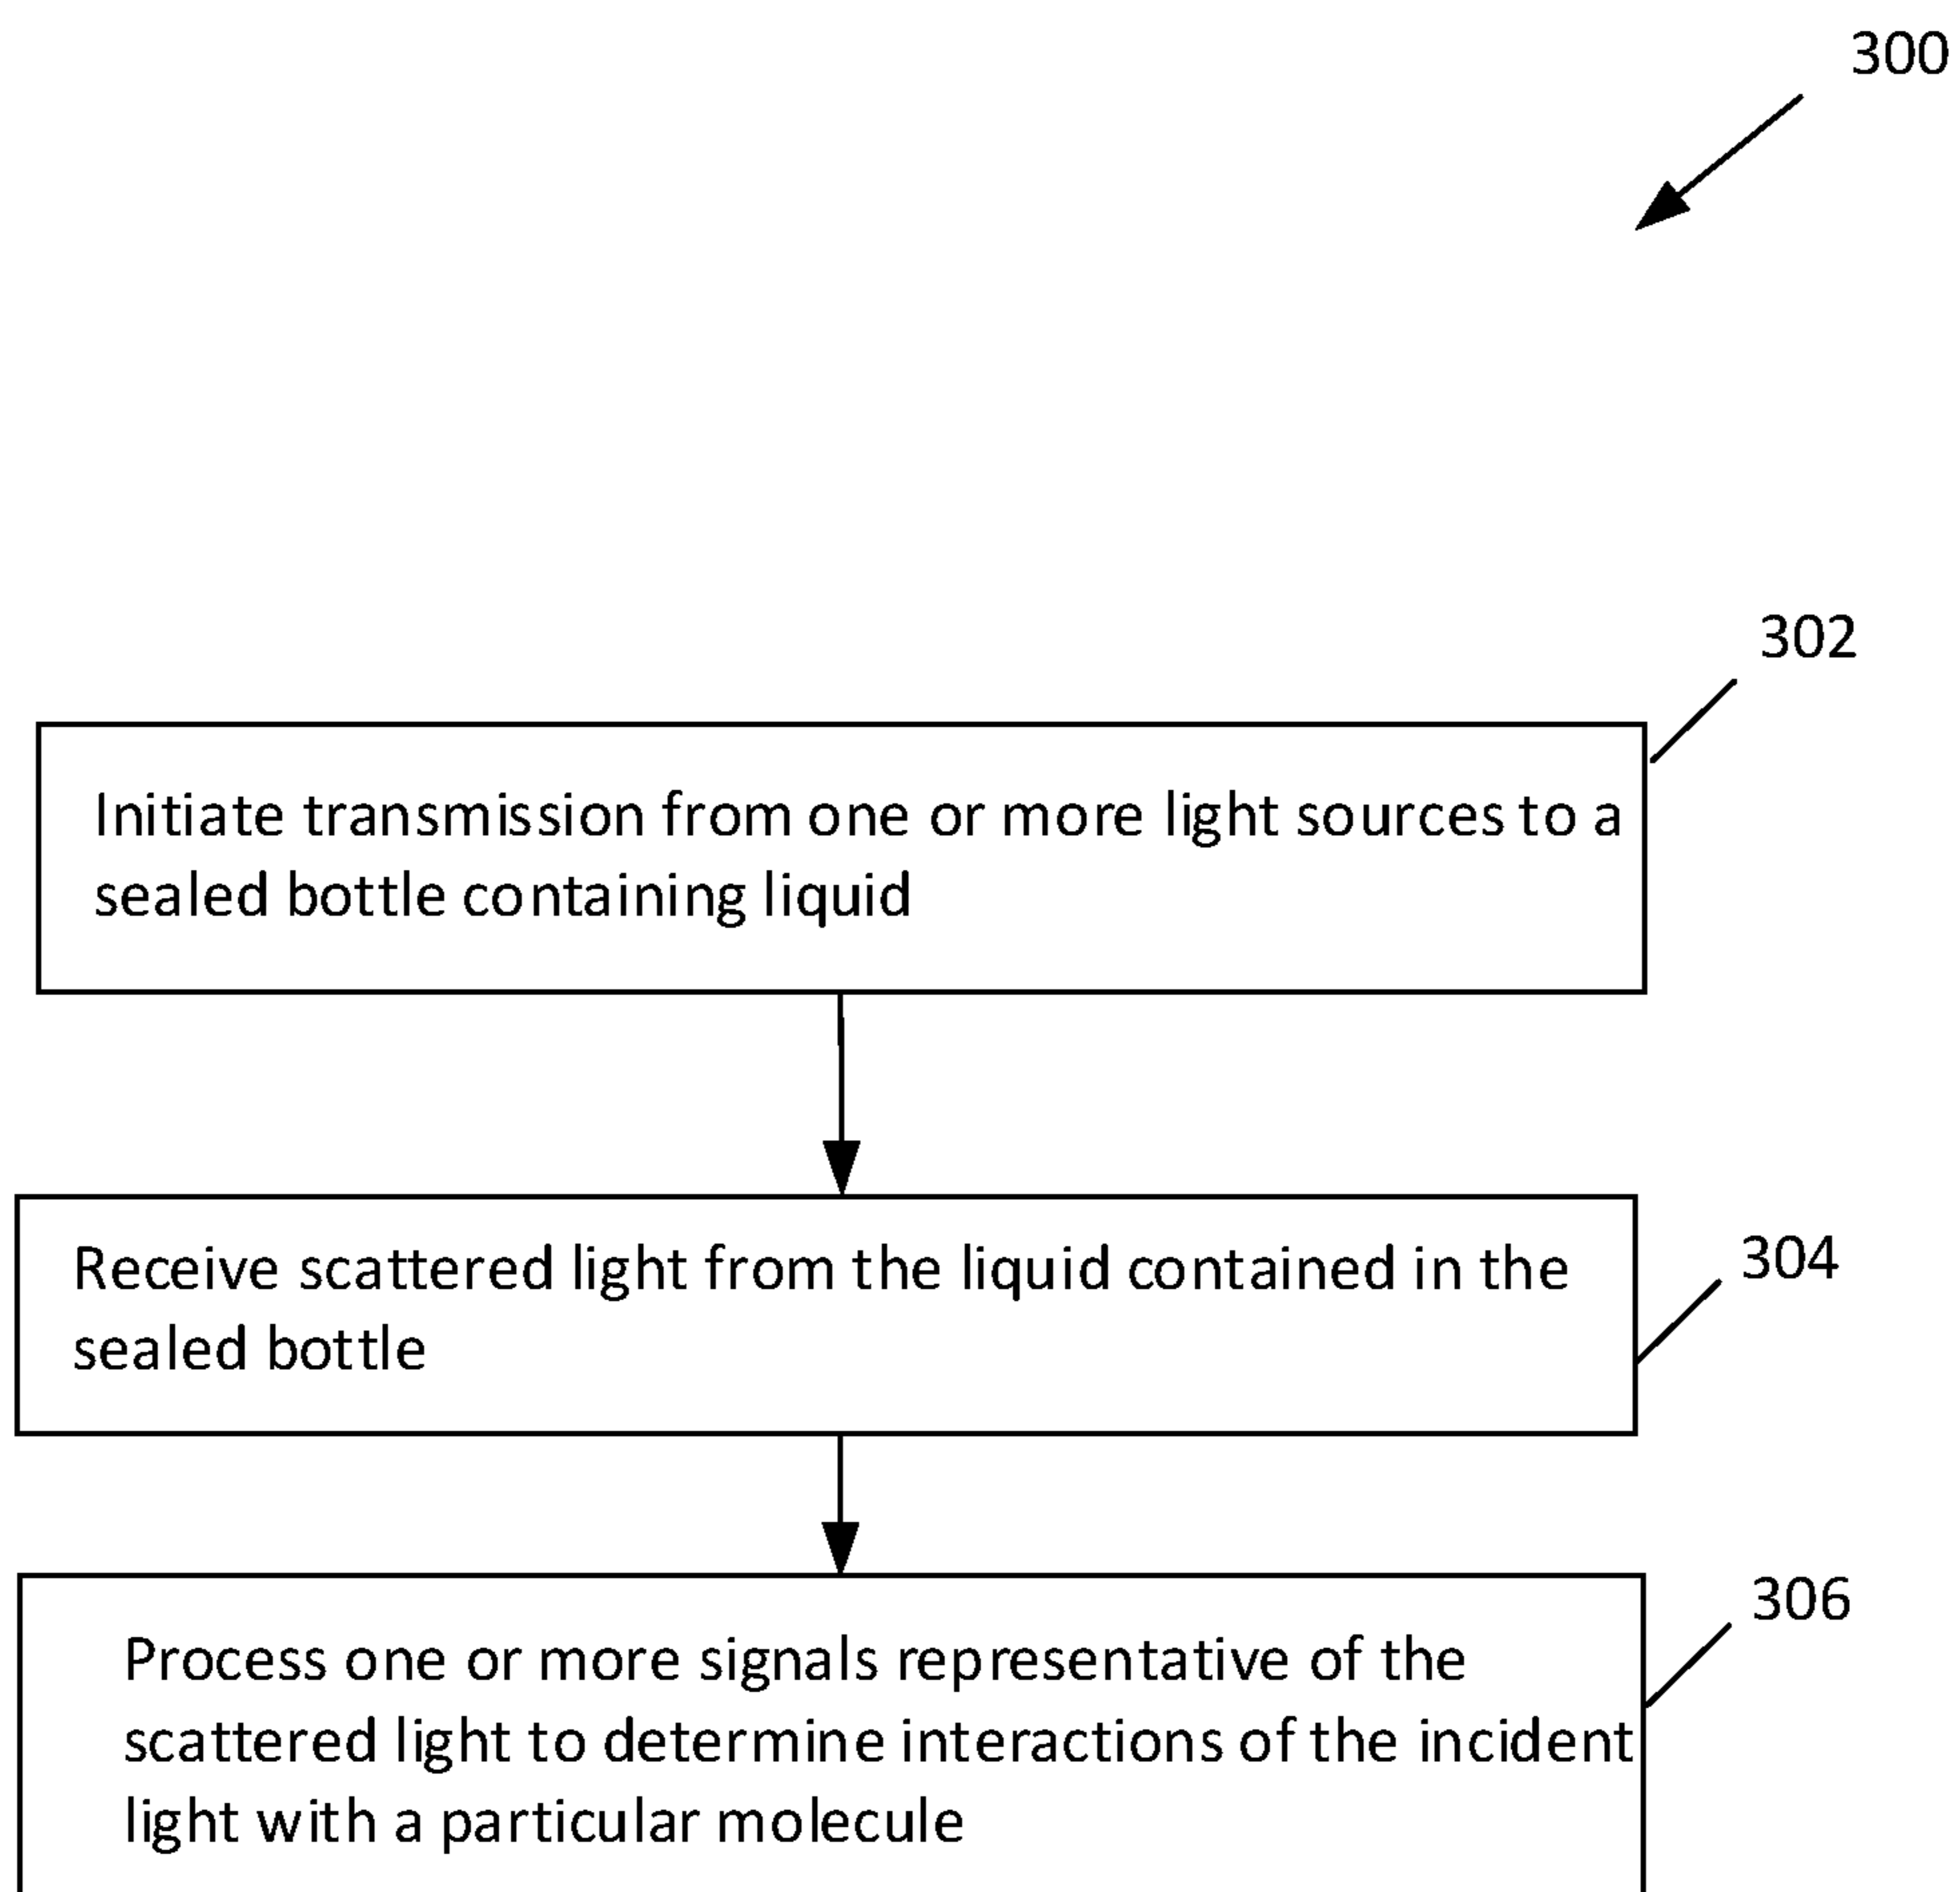 300
302
Initiate transmission from one or more light sources to a
sealed bottle containing liquid
Receive scattered light from the liquid contained in the
sealed bottle
304
306
Process one or more signals representative of the
scattered light to determine interactions of the incident
light with a particular molecule